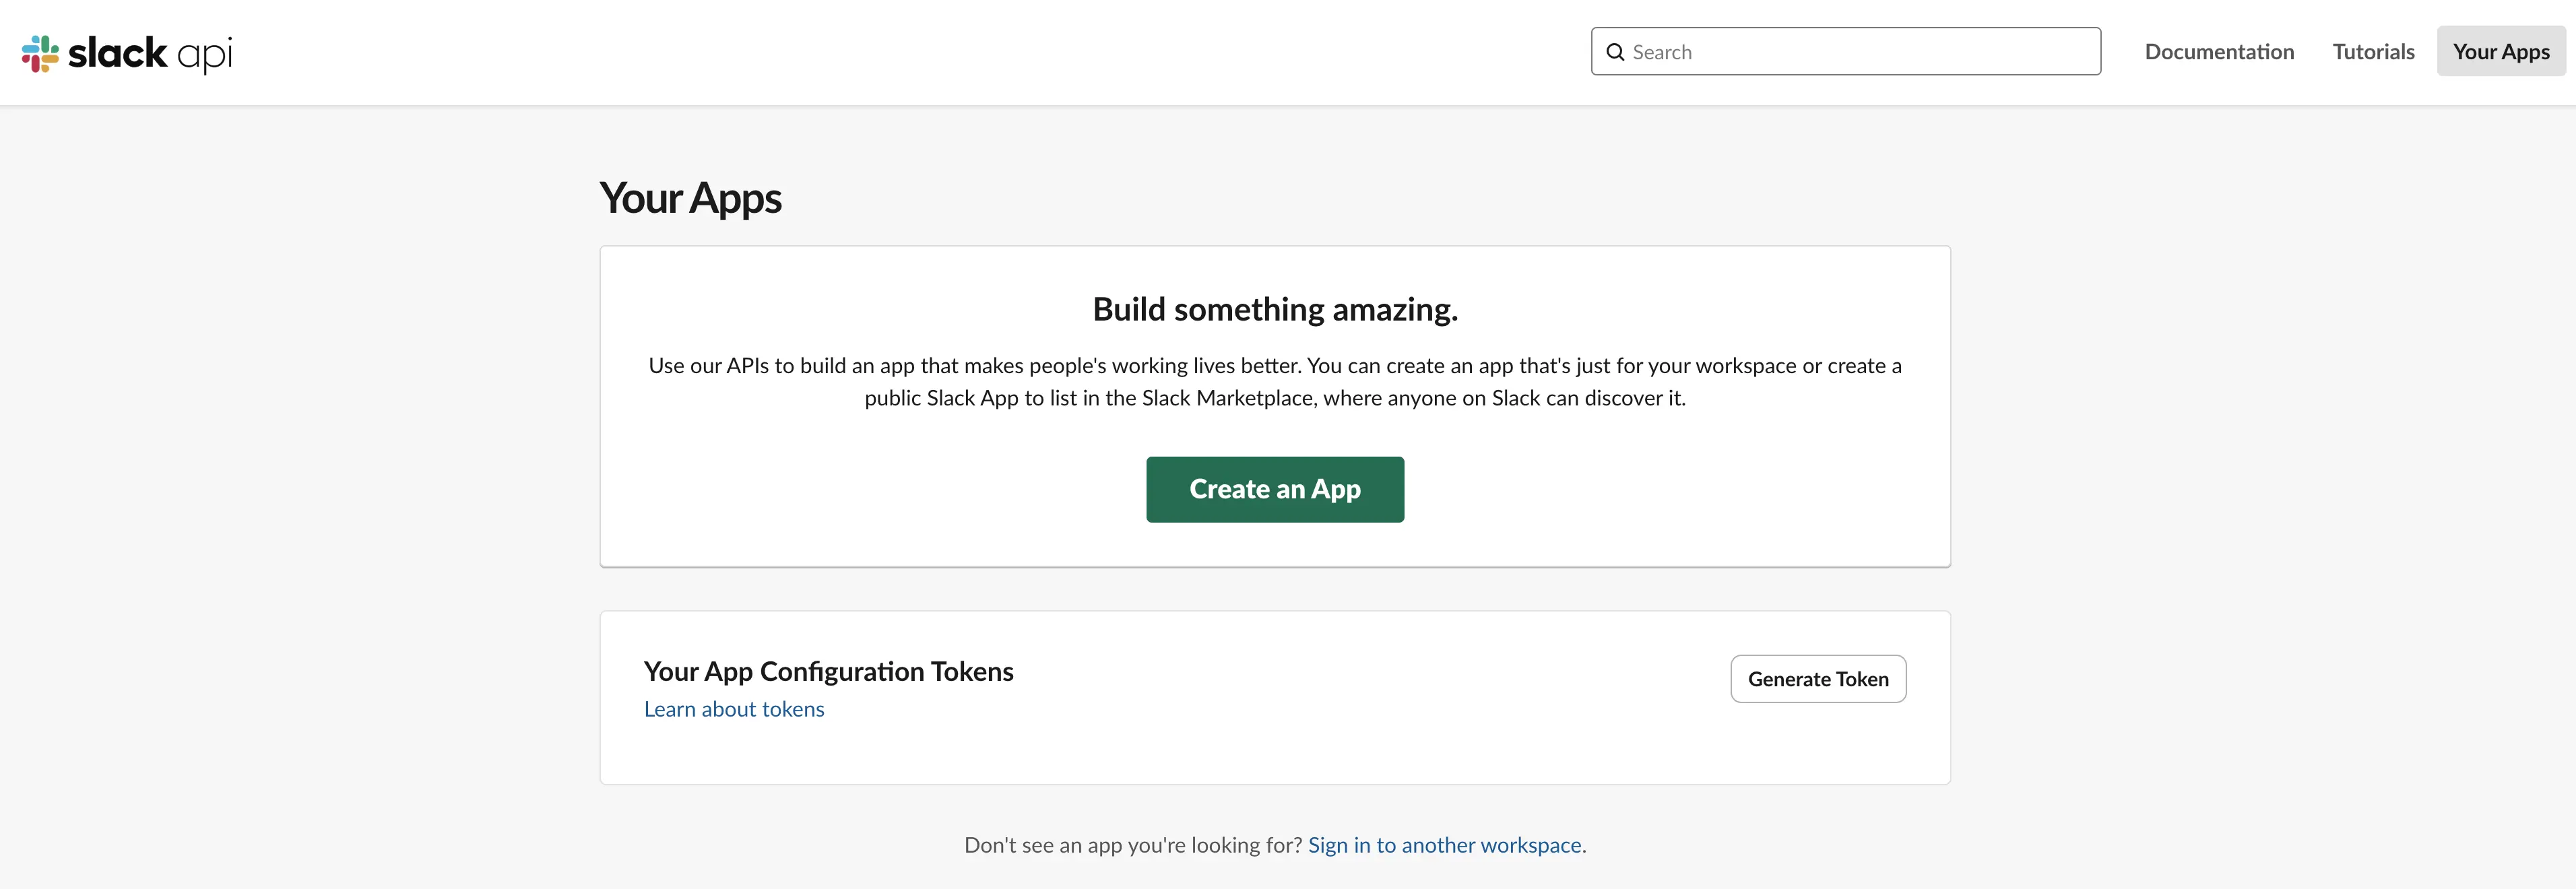 slack api
Search
Documentation
Tutorials
Your Apps
Your Apps
Build something amazing.
Use our APIs to build an app that makes people's working lives better. You can create an app that's just for your workspace or create a
public Slack App to list in the Slack Marketplace, where anyone on Slack can discover it.
Create an App
Your App Configuration Tokens
Generate Token
Learn about tokens
Don't see an app you're looking for? Sign in to another workspace.